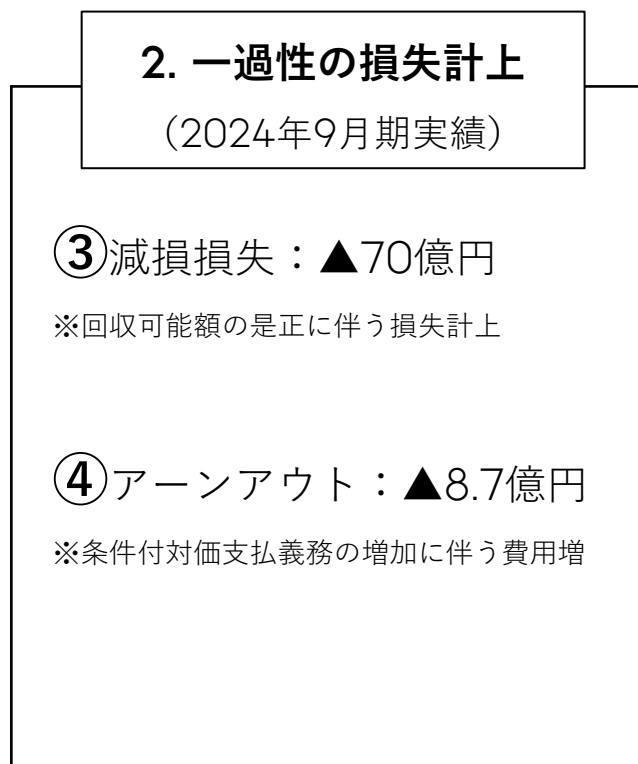 2. 一過性の損失計上
（2024年9月期実績）
③減損損失：▲70億円
※回収可能額の是正に伴う損失計上
④アーンアウト：▲8.7億円
※条件付対価支払義務の増加に伴う費用増